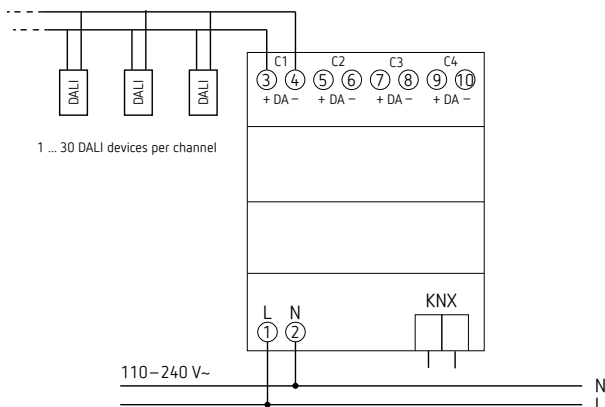 C1 C2 C3 C4
3 4 5 6 7 8 9 10
+ DA – + DA – + DA – + DA –
DALI DALI DALI
1 ... 30 DALI devices per channel
KNX
L N
1 2
110–240 V~
N
L